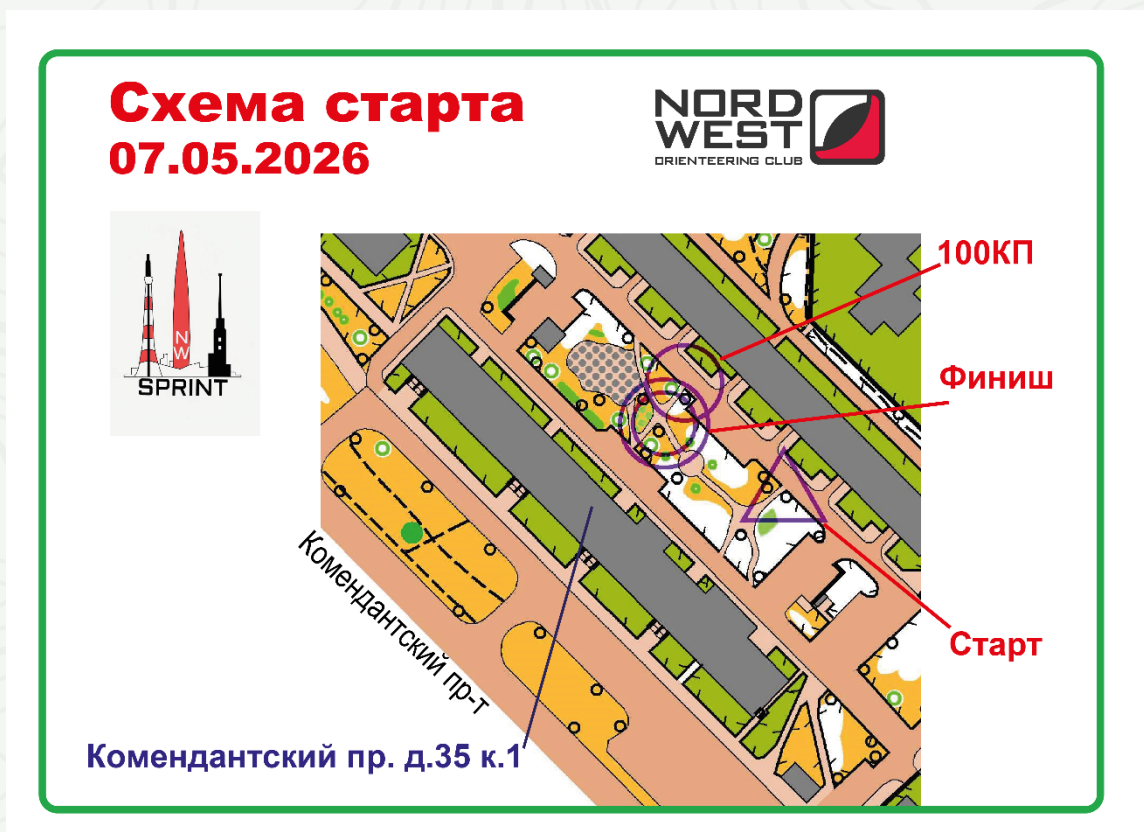 Схема старта
07.05.2026
NORD
WEST
ORIENTEERING CLUB
NW
SPRINT
100КП
Финиш
Комендантский пр-т
Старт
Комендантский пр. д.35 к.1